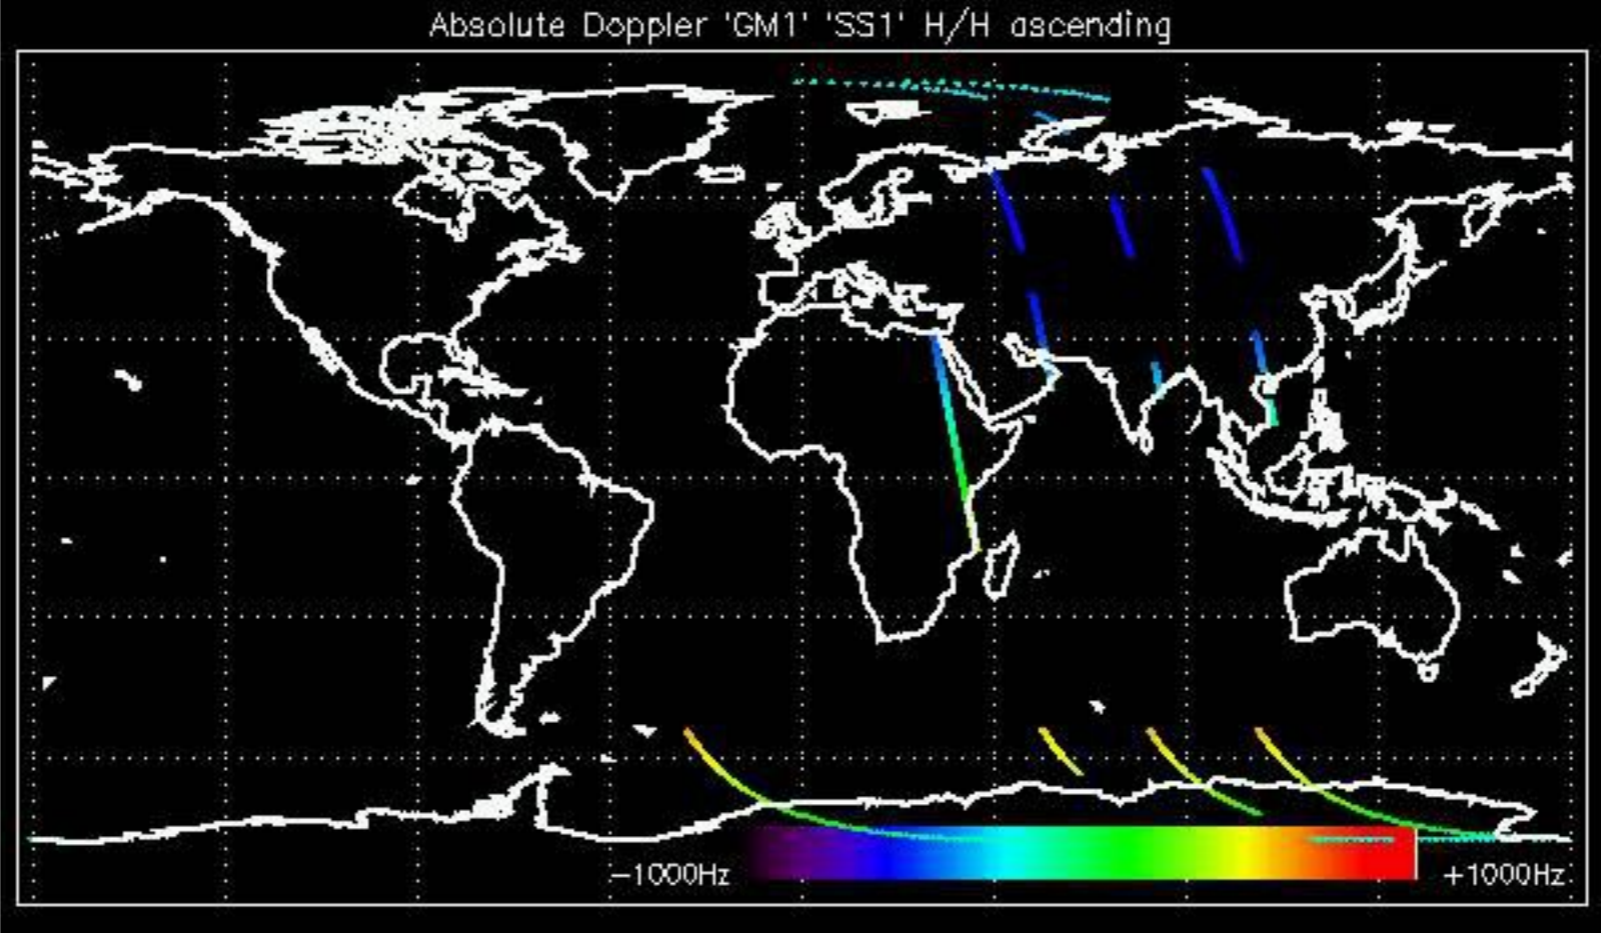 Absolute Doppler 'GM1' 'SS1' H/H ascending
−1000Hz +1000Hz